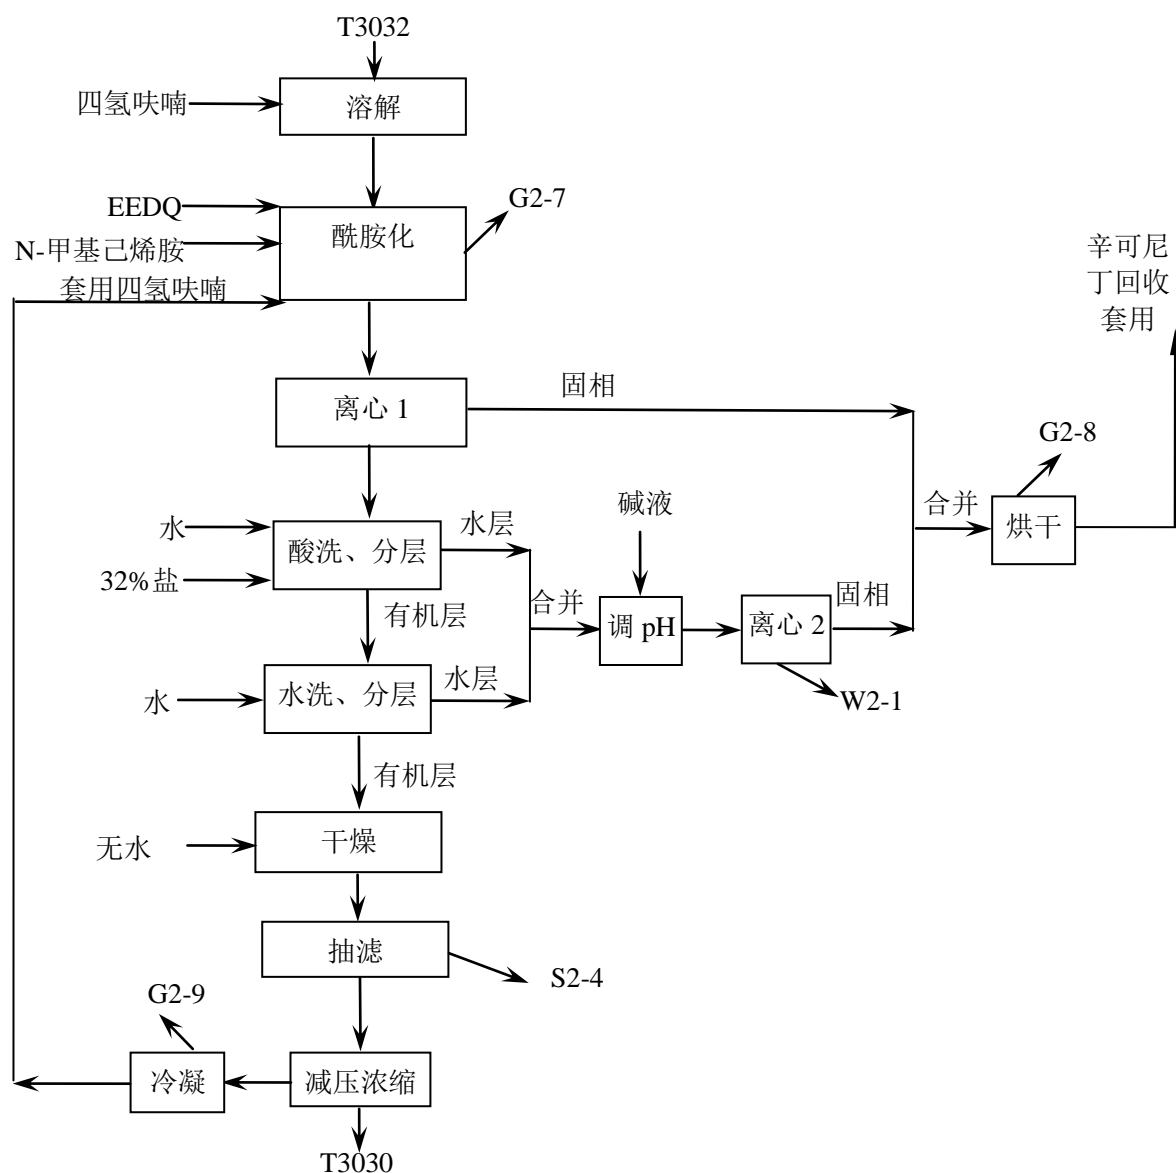 T3032
四氢呋喃
溶解
EEDQ
N-甲基己烯胺
套用四氢呋喃
酰胺化
G2-7
辛可尼
丁回收
套用
离心 1
固相
G2-8
水
32%盐
酸洗、分层
水层
碱液
合并
烘干
有机层
合并
调 pH
离心 2
固相
水
水洗、分层
水层
W2-1
有机层
无水
干燥
抽滤
S2-4
G2-9
冷凝
减压浓缩
T3030